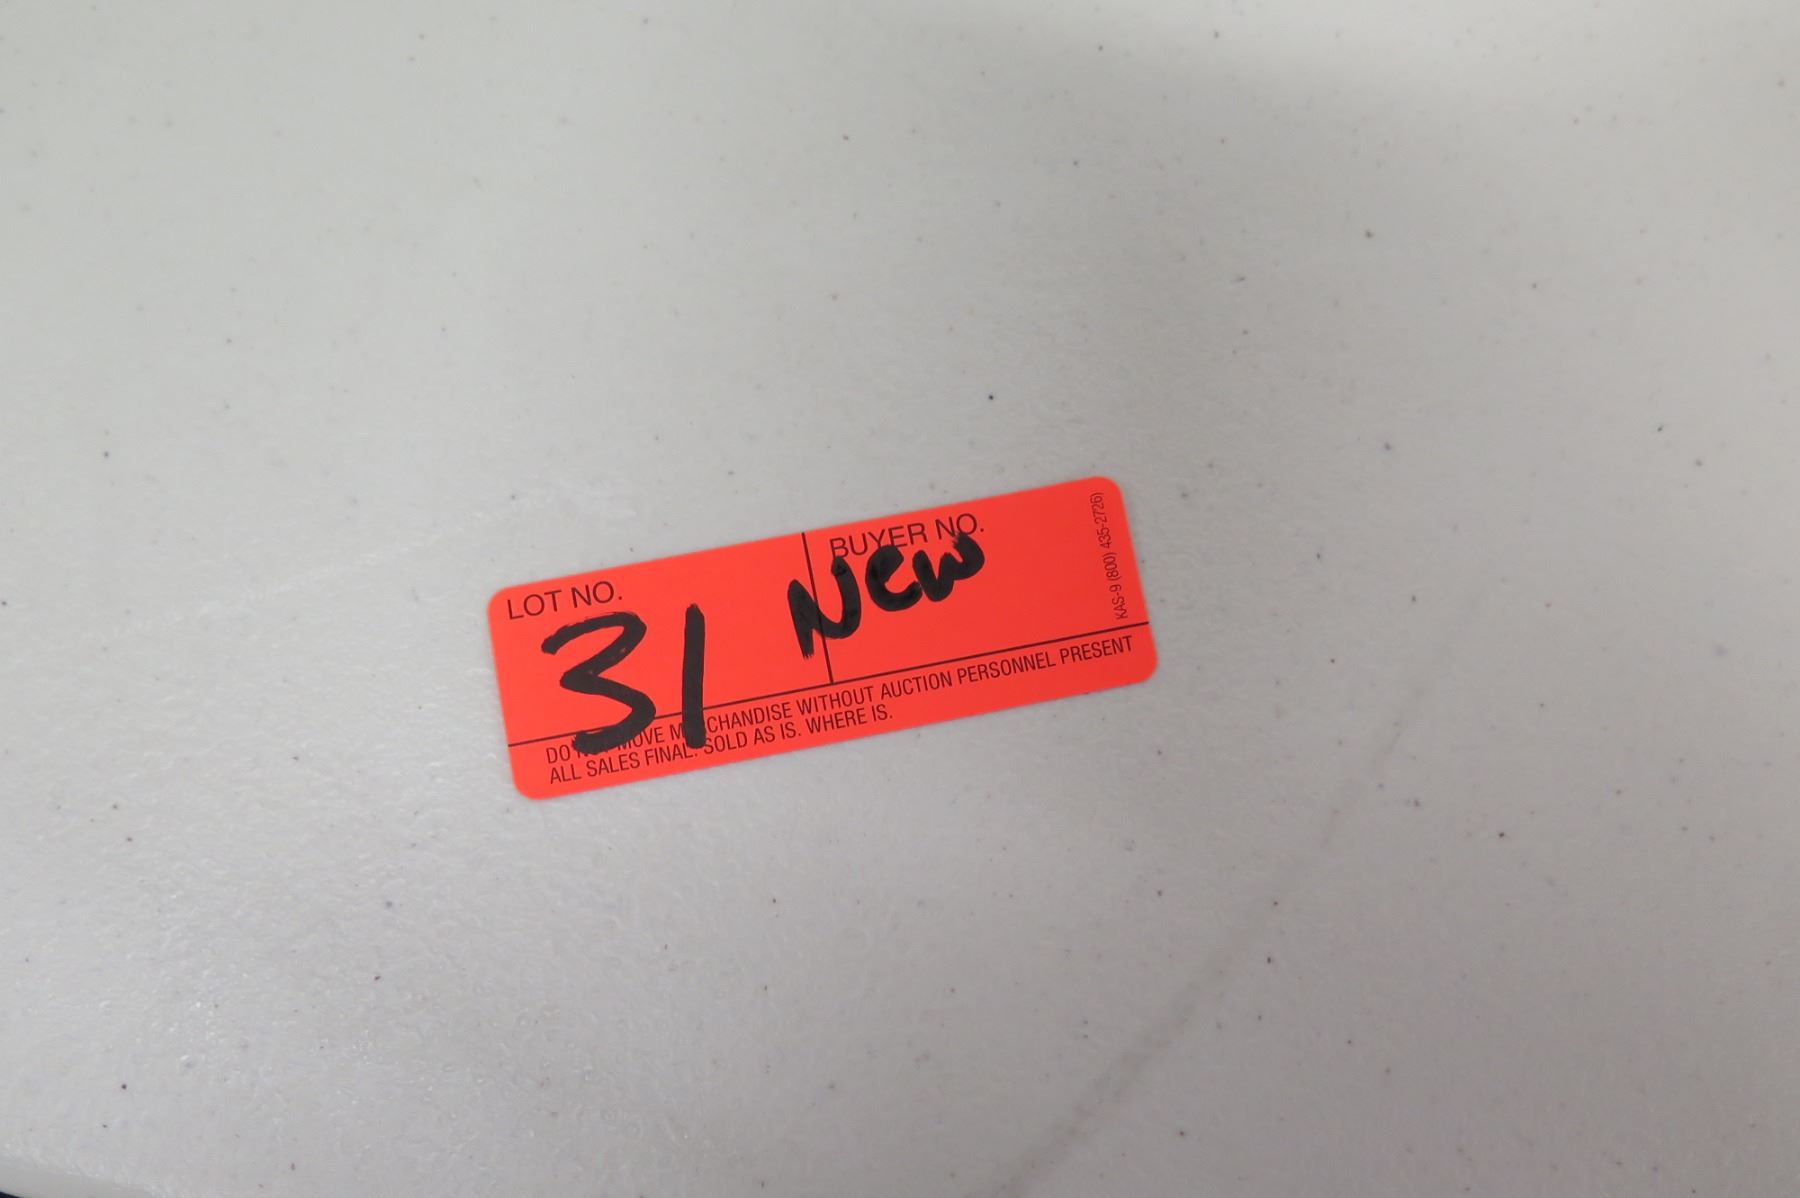 LOT NO.
31 New
BUYER NO.
DO NOT MOVE MERCHANDISE WITHOUT AUCTION PERSONNEL PRESENT
ALL SALES FINAL. SOLD AS IS. WHERE IS.
KAS-9 (800) 435-2726)